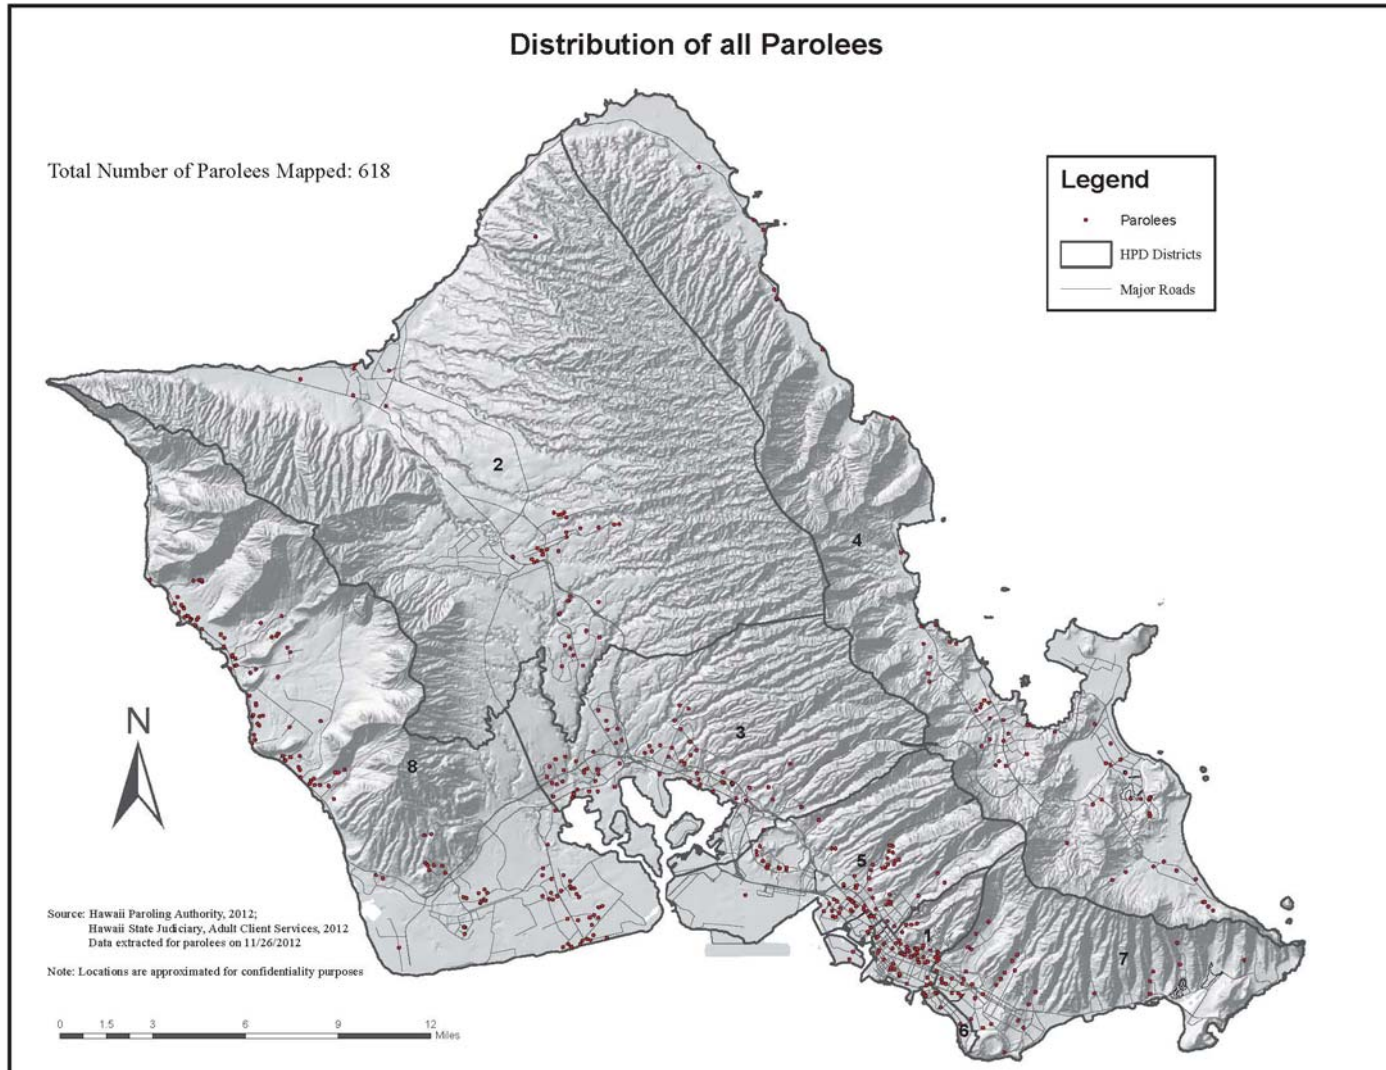 Distribution of all Parolees
Total Number of Parolees Mapped: 618
Legend
Parolees
HPD Districts
Major Roads
2
4
3
8
5
1
7
6
N
Source: Hawaii Paroling Authority, 2012;
Hawaii State Judiciary, Adult Client Services, 2012
Data extracted for parolees on 11/26/2012
Note: Locations are approximated for confidentiality purposes
0 1.5 3 6 9 12
Miles